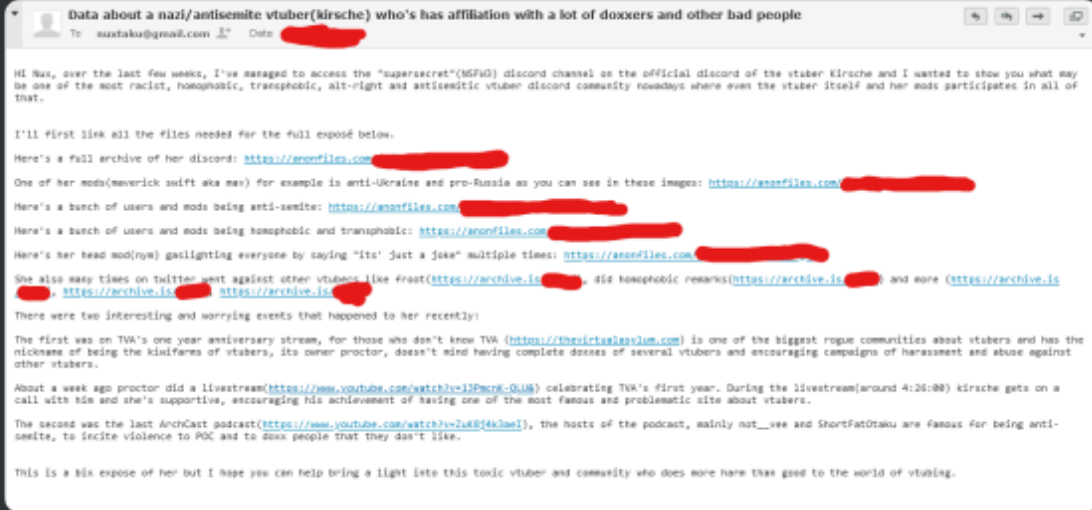 Data about a nazi/antisemite vtuber(kirsche) who's has affiliation with a lot of doxxers and other bad people
To nuxtaku@gmail.com Date
Hi Nux, over the last few weeks, I've managed to access the "supersecret"(NSFW3) discord channel on the official discord of the vtuber Kirsche and I wanted to show you what may
be one of the most racist, homophobic, transphobic, alt-right and antisemitic vtuber discord community nowadays where even the vtuber itself and her mods participates in all of
that.
I'll first link all the files needed for the full exposé below.
Here's a full archive of her discord: https://anonfiles.com
One of her mods(maverick swift aka mav) for example is anti-Ukraine and pro-Russia as you can see in these images: https://anonfiles.com/
Here's a bunch of users and mods being anti-semite: https://anonfiles.com
Here's a bunch of users and mods being homophobic and transphobic: https://anonfiles.com
Here's her head mod(nym) gaslighting everyone by saying "its' just a joke" multiple times: https://anonfiles.com
She also many times on twitter went against other vtubers like frost(https://archive.is , did homophobic remarks(https://archive.is ) and more (https://archive.is
, https://archive.is/ https://archive.is/
There were two interesting and worrying events that happened to her recently:
The first was on TVA's one year anniversary stream, for those who don't know TVA (https://thevirtualasylum.com) is one of the biggest rogue communities about vtubers and has the
nickname of being the kiwifarms of vtubers, its owner proctor, doesn't mind having complete doxxes of several vtubers and encouraging campaigns of harassment and abuse against
other vtubers.
About a week ago proctor did a livestream( celebrating TVA's first year. During the livestream(around 4:26:00) kirsche gets on a
call with him and she's supportive, encouraging his achievement of having one of the most famous and problematic site about vtubers.
The second was the last ArchCast podcast( the hosts of the podcast, mainly not__vee and ShortFatOtaku are famous for being anti-
semite, to incite violence to POC and to doxx people that they don't like.
This is a bix expose of her but I hope you can help bring a light into this toxic vtuber and community who does more harm than good to the world of vtubing.